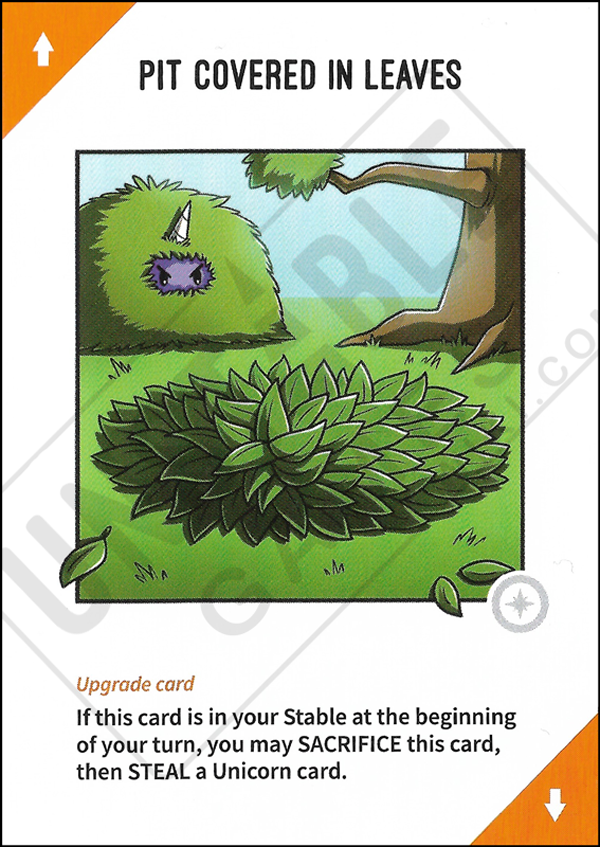 PIT COVERED IN LEAVES
Upgrade card
If this card is in your Stable at the beginning
of your turn, you may SACRIFICE this card,
then STEAL a Unicorn card.